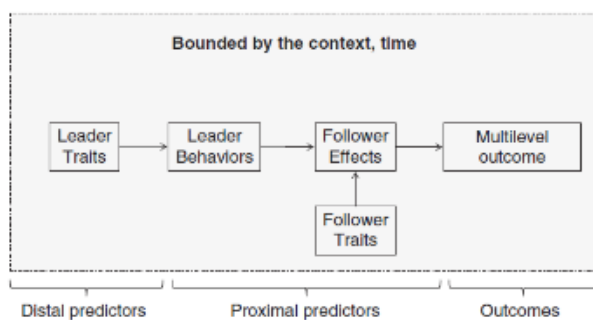 Bounded by the context, time
Leader
Traits
Leader
Behaviors
Follower
Effects
Multilevel
outcome
Follower
Traits
Distal predictors
Proximal predictors
Outcomes